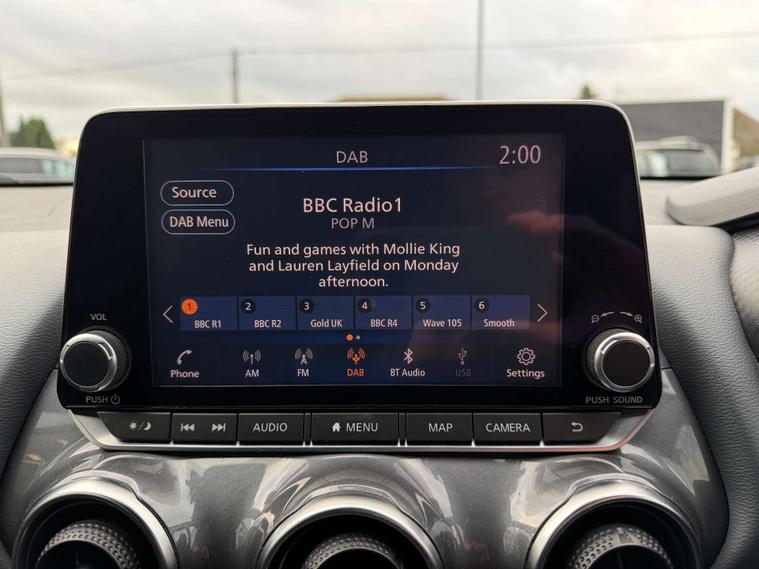 DAB
2:00
Source
DAB Menu
BBC Radio1
POP M
Fun and games with Mollie King
and Lauren Layfield on Monday
afternoon.
1 2 3 4 5 6
BBC R1 BBC R2 Gold UK BBC R4 Wave 105 Smooth
Phone AM FM DAB BT Audio USB Settings
VOL
PUSH
PUSH SOUND
AUDIO MENU MAP CAMERA